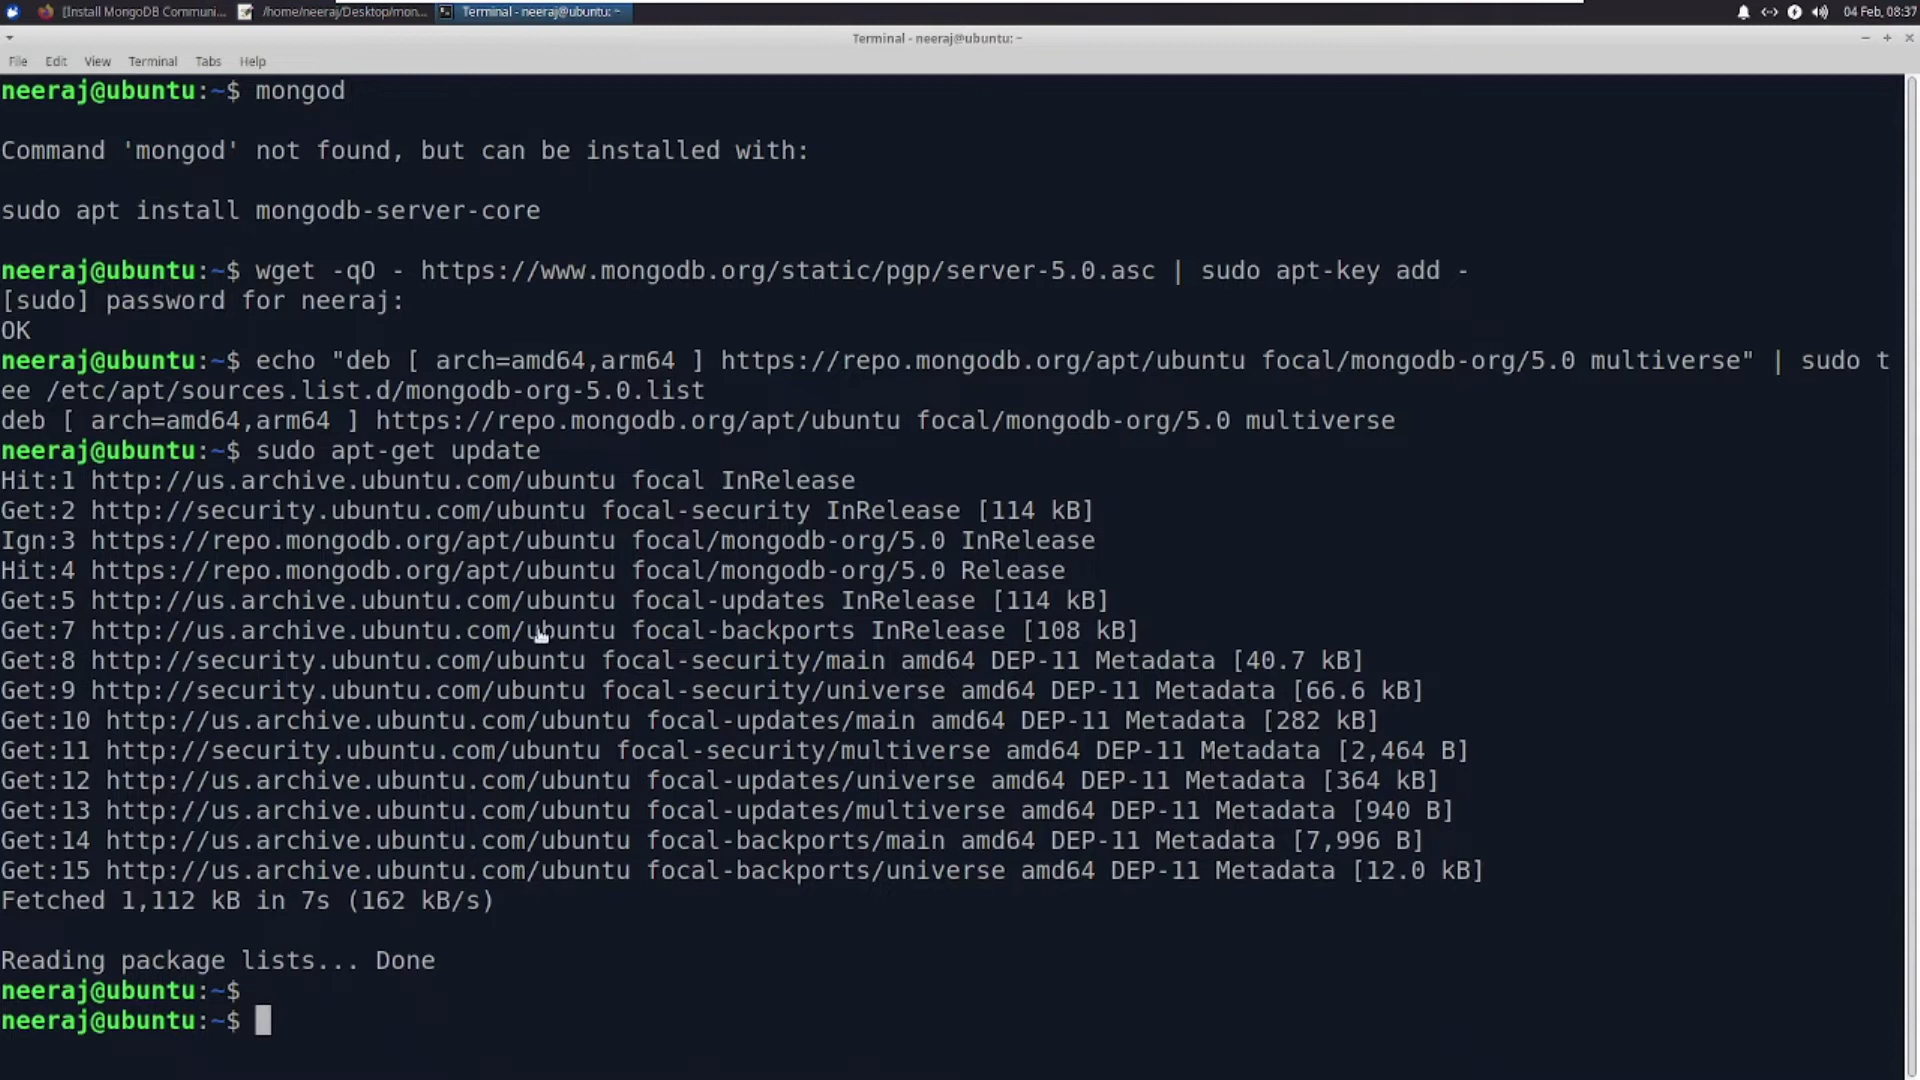 [Install MongoDB Communi... /home/neeraj/Desktop/mon... Terminal - neeraj@ubuntu: ~ 04 Feb, 08:37
Terminal - neeraj@ubuntu: ~
File Edit View Terminal Tabs Help
neeraj@ubuntu:~$ mongod
Command 'mongod' not found, but can be installed with:
sudo apt install mongodb-server-core
neeraj@ubuntu:~$ wget -qO - https://www.mongodb.org/static/pgp/server-5.0.asc | sudo apt-key add -
[sudo] password for neeraj:
OK
neeraj@ubuntu:~$ echo "deb [ arch=amd64,arm64 ] https://repo.mongodb.org/apt/ubuntu focal/mongodb-org/5.0 multiverse" | sudo t
ee /etc/apt/sources.list.d/mongodb-org-5.0.list
deb [ arch=amd64,arm64 ] https://repo.mongodb.org/apt/ubuntu focal/mongodb-org/5.0 multiverse
neeraj@ubuntu:~$ sudo apt-get update
Hit:1 http://us.archive.ubuntu.com/ubuntu focal InRelease
Get:2 http://security.ubuntu.com/ubuntu focal-security InRelease [114 kB]
Ign:3 https://repo.mongodb.org/apt/ubuntu focal/mongodb-org/5.0 InRelease
Hit:4 https://repo.mongodb.org/apt/ubuntu focal/mongodb-org/5.0 Release
Get:5 http://us.archive.ubuntu.com/ubuntu focal-updates InRelease [114 kB]
Get:7 http://us.archive.ubuntu.com/ubuntu focal-backports InRelease [108 kB]
Get:8 http://security.ubuntu.com/ubuntu focal-security/main amd64 DEP-11 Metadata [40.7 kB]
Get:9 http://security.ubuntu.com/ubuntu focal-security/universe amd64 DEP-11 Metadata [66.6 kB]
Get:10 http://us.archive.ubuntu.com/ubuntu focal-updates/main amd64 DEP-11 Metadata [282 kB]
Get:11 http://security.ubuntu.com/ubuntu focal-security/multiverse amd64 DEP-11 Metadata [2,464 B]
Get:12 http://us.archive.ubuntu.com/ubuntu focal-updates/universe amd64 DEP-11 Metadata [364 kB]
Get:13 http://us.archive.ubuntu.com/ubuntu focal-updates/multiverse amd64 DEP-11 Metadata [940 B]
Get:14 http://us.archive.ubuntu.com/ubuntu focal-backports/main amd64 DEP-11 Metadata [7,996 B]
Get:15 http://us.archive.ubuntu.com/ubuntu focal-backports/universe amd64 DEP-11 Metadata [12.0 kB]
Fetched 1,112 kB in 7s (162 kB/s)
Reading package lists... Done
neeraj@ubuntu:~$
neeraj@ubuntu:~$